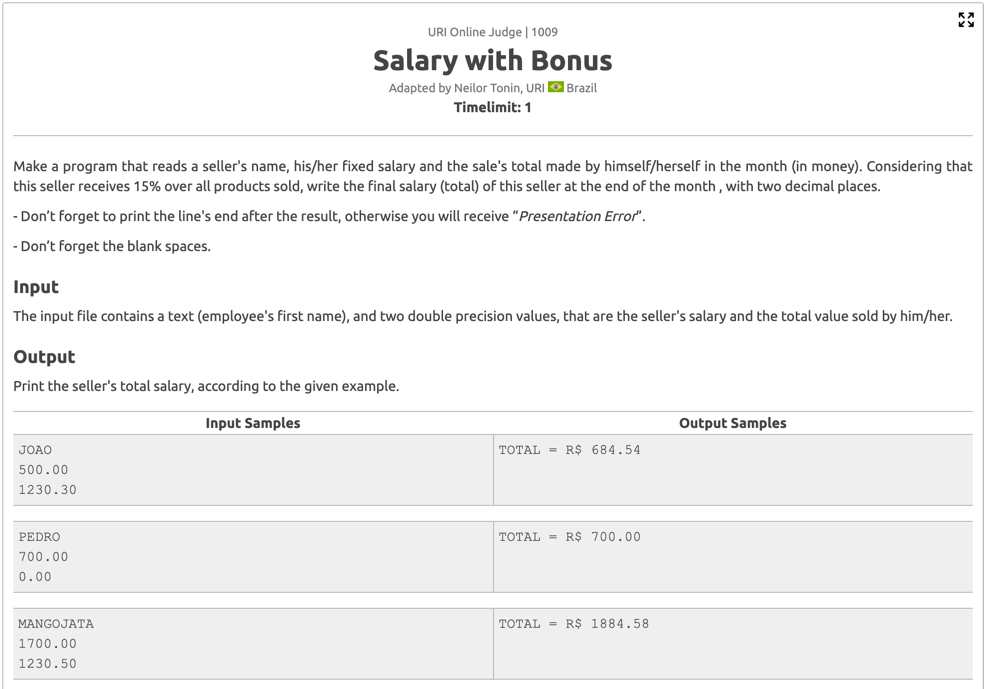 URI Online Judge | 1009
Salary with Bonus
Adapted by Neilor Tonin, URI Brazil
Timelimit: 1
Make a program that reads a seller's name, his/her fixed salary and the sale's total made by himself/herself in the month (in money). Considering that
this seller receives 15% over all products sold, write the final salary (total) of this seller at the end of the month , with two decimal places.
- Don’t forget to print the line's end after the result, otherwise you will receive “Presentation Error”.
- Don’t forget the blank spaces.
Input
The input file contains a text (employee's first name), and two double precision values, that are the seller's salary and the total value sold by him/her.
Output
Print the seller's total salary, according to the given example.
Input Samples Output Samples
JOAO TOTAL = R$ 684.54
500.00
1230.30
PEDRO TOTAL = R$ 700.00
700.00
0.00
MANGOJATA TOTAL = R$ 1884.58
1700.00
1230.50